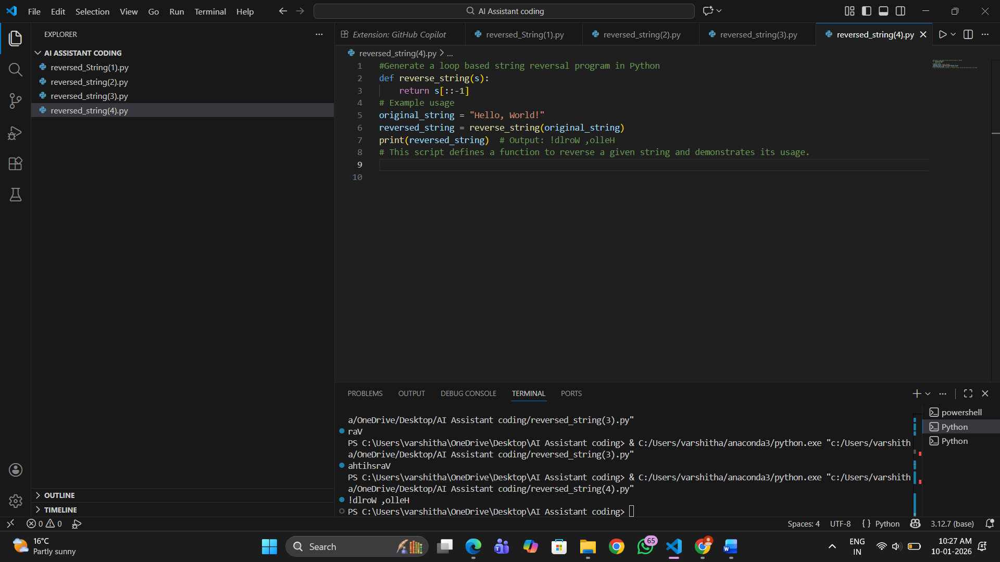 File Edit Selection View Go Run Terminal Help
AI Assistant coding
EXPLORER
AI ASSISTANT CODING
reversed_String(1).py
reversed_string(2).py
reversed_string(3).py
reversed_string(4).py
OUTLINE
TIMELINE
Extension: GitHub Copilot reversed_String(1).py reversed_string(2).py reversed_string(3).py reversed_string(4).py
reversed_string(4).py > ...
1 #Generate a loop based string reversal program in Python
2 def reverse_string(s):
3 return s[::-1]
4 # Example usage
5 original_string = "Hello, World!"
6 reversed_string = reverse_string(original_string)
7 print(reversed_string)  # Output: !dlroW ,olleH
8 # This script defines a function to reverse a given string and demonstrates its usage.
9
10
PROBLEMS OUTPUT DEBUG CONSOLE TERMINAL PORTS
a/OneDrive/Desktop/AI Assistant coding/reversed_string(3).py"
raV
PS C:\Users\varshitha\OneDrive\Desktop\AI Assistant coding> & C:/Users/varshitha/anaconda3/python.exe "c:/Users/varshith
a/OneDrive/Desktop/AI Assistant coding/reversed_string(3).py"
ahtihsraV
PS C:\Users\varshitha\OneDrive\Desktop\AI Assistant coding> & C:/Users/varshitha/anaconda3/python.exe "c:/Users/varshith
a/OneDrive/Desktop/AI Assistant coding/reversed_string(4).py"
!dlroW ,olleH
PS C:\Users\varshitha\OneDrive\Desktop\AI Assistant coding>
powershell
Python
Python
0 0
Spaces: 4 UTF-8 {} Python 3.12.7 (base)
16°C
Partly sunny
Search
65
ENG
IN
10:27 AM
10-01-2026